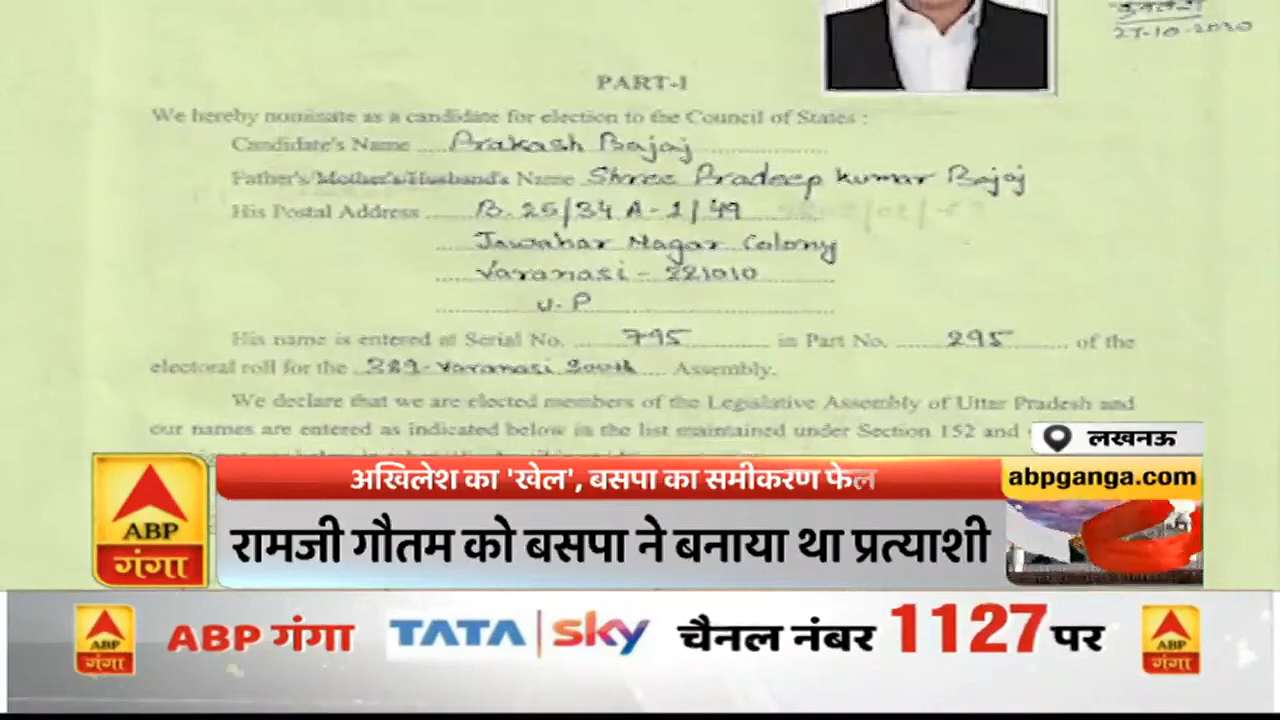 27-10-2020
PART-I
We hereby nominate as a candidate for election to the Council of States :
Candidate's Name ....Prakash Bajaj....................
Father's/Mother's/Husband's Name Shree Pradeep Kumar Bajaj
His Postal Address ...... B. 25/34 A-1/49
Jawahar Nagar Colony
Varanasi - 221010
U.P
His name is entered at Serial No. ......795............ in Part No. ........295........ of the
electoral roll for the ..389-Varanasi South..... Assembly.
We declare that we are elected members of the Legislative Assembly of Uttar Pradesh and
our names are entered as indicated below in the list maintained under Section 152 and
लखनऊ
अखिलेश का 'खेल', बसपा का समीकरण फेल
abpganga.com
ABP
गंगा
रामजी गौतम को बसपा ने बनाया था प्रत्याशी
ABP
गंगा
ABP गंगा TATA sky चैनल नंबर 1127 पर
ABP
गंगा